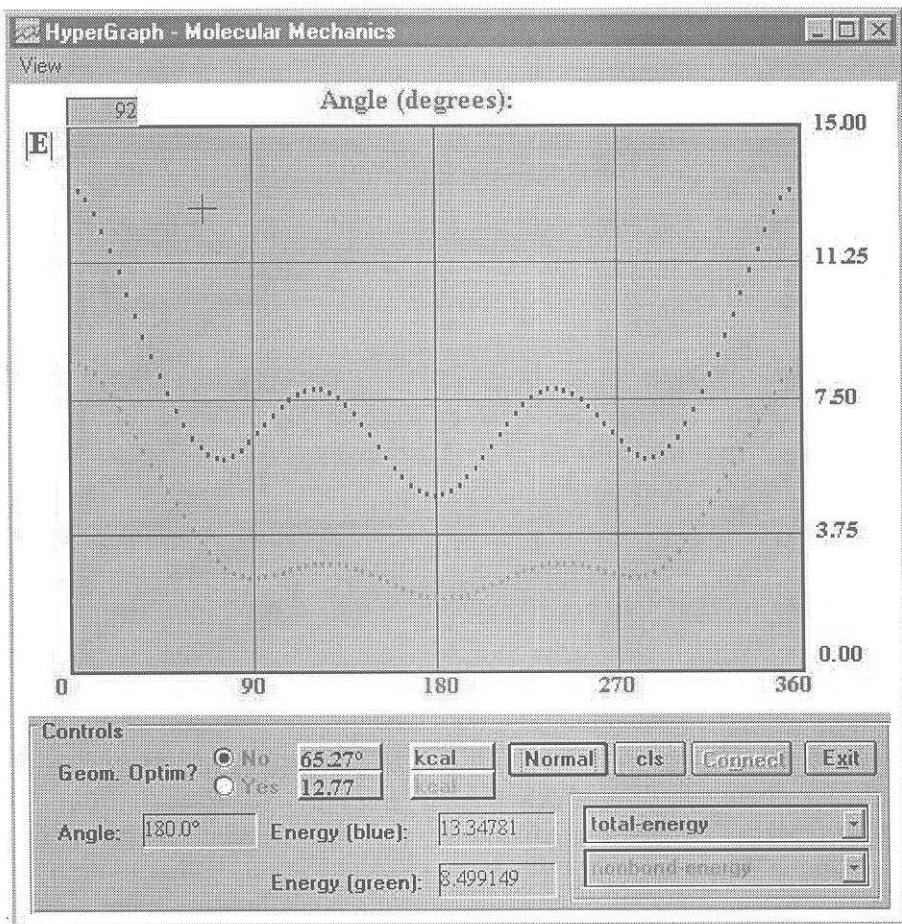 HyperGraph - Molecular Mechanics
View
92
Angle (degrees):
|E|
15.00
11.25
7.50
3.75
0.00
0 90 180 270 360
Controls
Geom. Optim? No 65.27° kcal Normal cls Connect Exit
Yes 12.77 kcal
Angle: 180.0° Energy (blue): 13.34781 total-energy
Energy (green): 8.499149 nonbond-energy